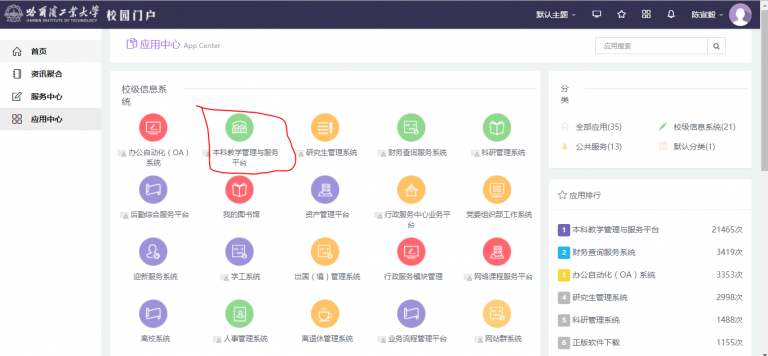 哈爾濱工業大學
HARBIN INSTITUTE OF TECHNOLOGY
校园门户
默认主题
陈宣毅
首页
资讯聚合
服务中心
应用中心
应用中心 App Center
应用搜索
校级信息系
统
办公自动化（OA）
系统
本科教学管理与服务
平台
研究生管理系统
财务查询服务系统
科研管理系统
后勤综合服务平台
我的图书馆
资产管理平台
行政服务中心业务平
台
党委组织部工作系统
迎新服务系统
学工系统
出国（境）管理系统
行政服务模块管理
网络课程服务平台
离校系统
人事管理系统
离退休管理系统
业务流程管理平台
网站群系统
分
类
全部应用(35)
校级信息系统(21)
公共服务(13)
默认分类(1)
应用排行
1 本科教学管理与服务平台 21465次
2 财务查询服务系统 3419次
3 办公自动化（OA）系统 3353次
4 研究生管理系统 2998次
5 科研管理系统 1488次
6 正版软件下载 1155次